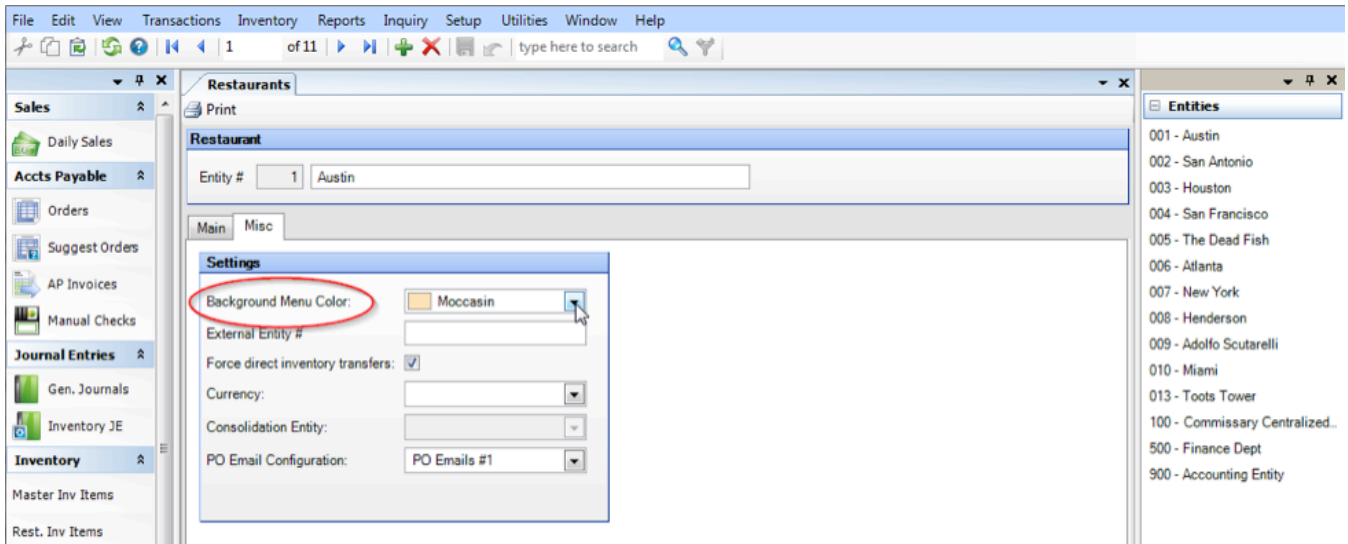 File Edit View Transactions Inventory Reports Inquiry Setup Utilities Window Help
1 of 11 type here to search
Sales
Daily Sales
Accts Payable
Orders
Suggest Orders
AP Invoices
Manual Checks
Journal Entries
Gen. Journals
Inventory JE
Inventory
Master Inv Items
Rest. Inv Items
Restaurants
Print
Restaurant
Entity # 1 Austin
Main Misc
Settings
Background Menu Color: Moccasin
External Entity #
Force direct inventory transfers:
Currency:
Consolidation Entity:
PO Email Configuration: PO Emails #1
Entities
001 - Austin
002 - San Antonio
003 - Houston
004 - San Francisco
005 - The Dead Fish
006 - Atlanta
007 - New York
008 - Henderson
009 - Adolfo Scutarelli
010 - Miami
013 - Toots Tower
100 - Commissary Centralized...
500 - Finance Dept
900 - Accounting Entity